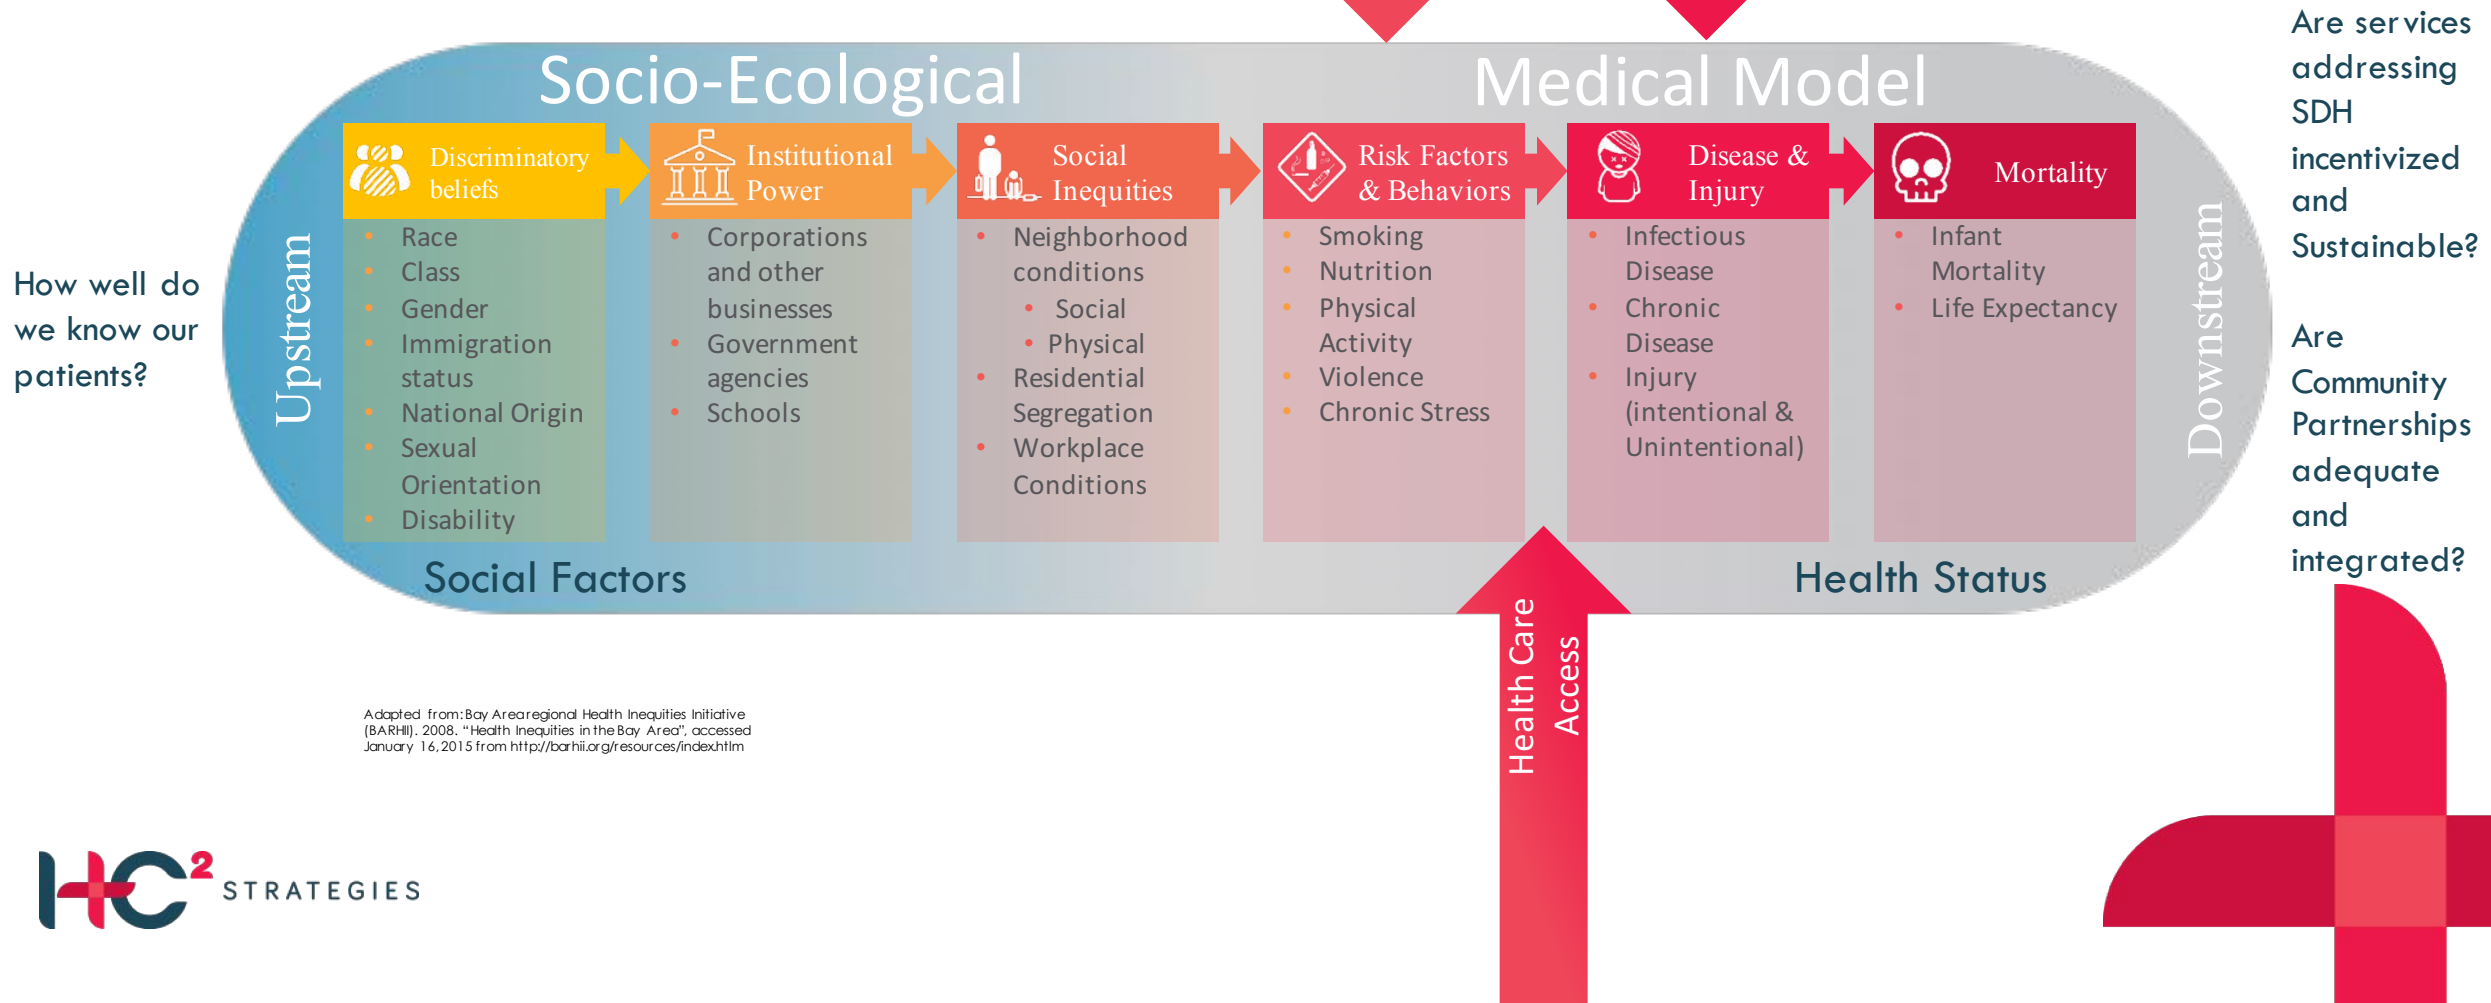 Socio-Ecological
Medical Model
How well do
we know our
patients?
Upstream
Discriminatory
beliefs
Race
Class
Gender
Immigration
status
National Origin
Sexual
Orientation
Disability
Institutional
Power
Corporations
and other
businesses
Government
agencies
Schools
Social
Inequities
Neighborhood
conditions
Social
Physical
Residential
Segregation
Workplace
Conditions
Risk Factors
& Behaviors
Smoking
Nutrition
Physical
Activity
Violence
Chronic Stress
Disease &
Injury
Infectious
Disease
Chronic
Disease
Injury
(intentional &
Unintentional)
Mortality
Infant
Mortality
Life Expectancy
Downstream
Social Factors
Health Status
Are services
addressing
SDH
incentivized
and
Sustainable?
Are
Community
Partnerships
adequate
and
integrated?
Health Care
Access
Adapted from: Bay Area regional Health Inequities Initiative
(BARHII). 2008. “Health Inequities in the Bay Area”, accessed
January 16, 2015 from http://barhii.org/resources/index.htlm
HC2 STRATEGIES